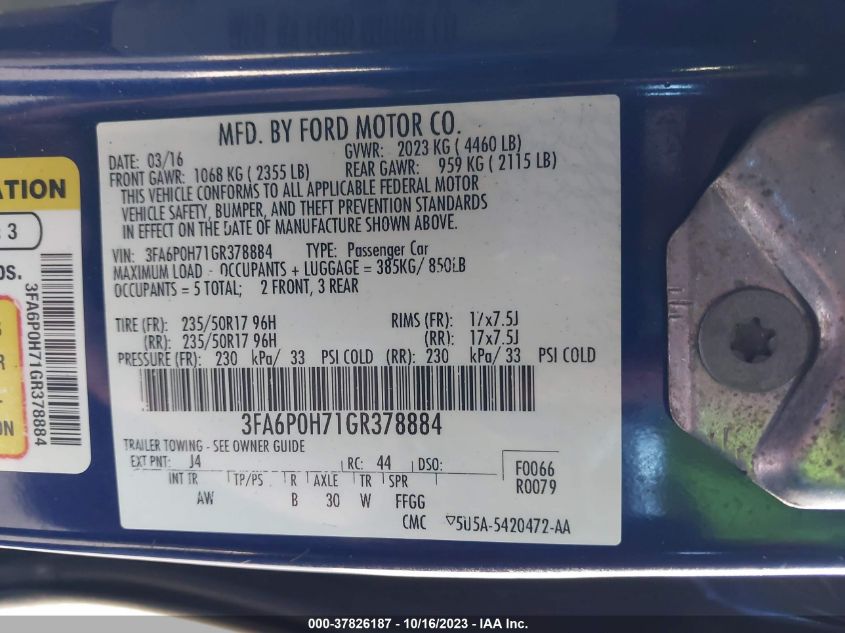 MFD. BY FORD MOTOR CO.
DATE: 03/16 GVWR: 2023 KG ( 4460 LB)
FRONT GAWR: 1068 KG ( 2355 LB) REAR GAWR: 959 KG ( 2115 LB)
THIS VEHICLE CONFORMS TO ALL APPLICABLE FEDERAL MOTOR
VEHICLE SAFETY, BUMPER, AND THEFT PREVENTION STANDARDS
IN EFFECT ON THE DATE OF MANUFACTURE SHOWN ABOVE.
VIN: 3FA6P0H71GR378884 TYPE: Passenger Car
MAXIMUM LOAD - OCCUPANTS + LUGGAGE = 385KG/ 850LB
OCCUPANTS = 5 TOTAL; 2 FRONT, 3 REAR
TIRE (FR): 235/50R17 96H RIMS (FR): 17x7.5J
(RR): 235/50R17 96H (RR): 17x7.5J
PRESSURE (FR): 230 kPa/ 33 PSI COLD (RR): 230 kPa/ 33 PSI COLD
3FA6P0H71GR378884
TRAILER TOWING - SEE OWNER GUIDE
EXT PNT: J4 RC: 44 DSO: F0066
R0079
INT TR TP/PS R AXLE TR SPR
AW B 30 W FFGG
CMC ▽5U5A-5420472-AA
ATION
3
OS.
3FA6P0H71GR378884
S
R
ON
000-37826187 - 10/16/2023 - IAA Inc.